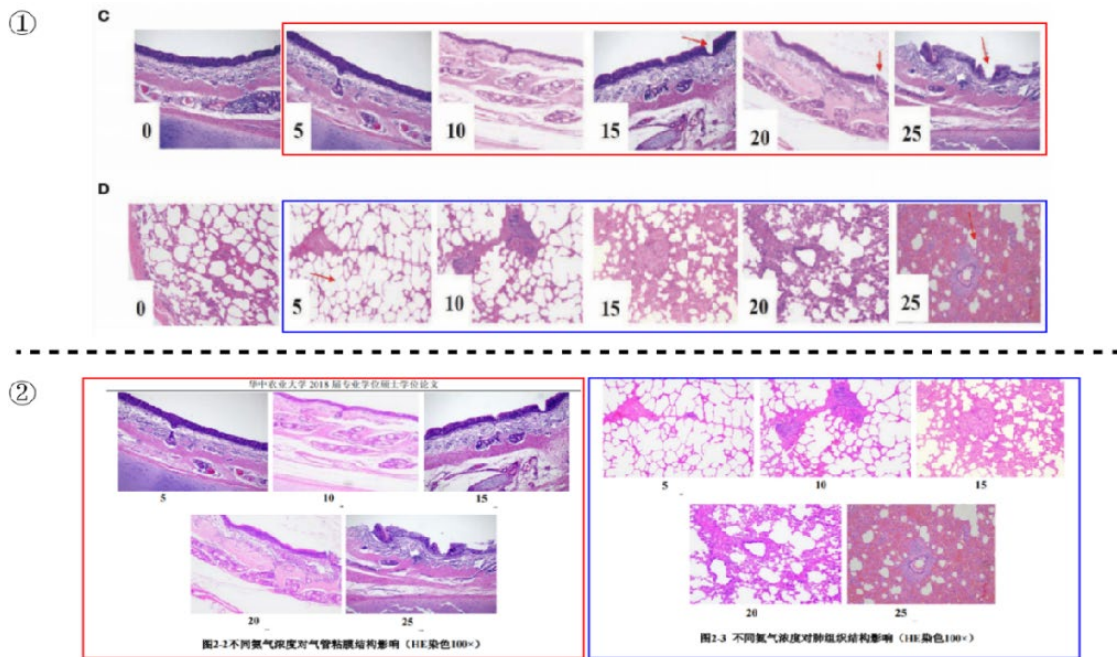 ①
C
0 5 10 15 20 25
D
0 5 10 15 20 25
②
华中农业大学 2018 届专业学位硕士学位论文
5 10 15
20 25
图2-2不同氨气浓度对气管粘膜结构影响（HE染色100×）
5 10 15
20 25
图2-3 不同氨气浓度对肺组织结构影响（HE染色100×）